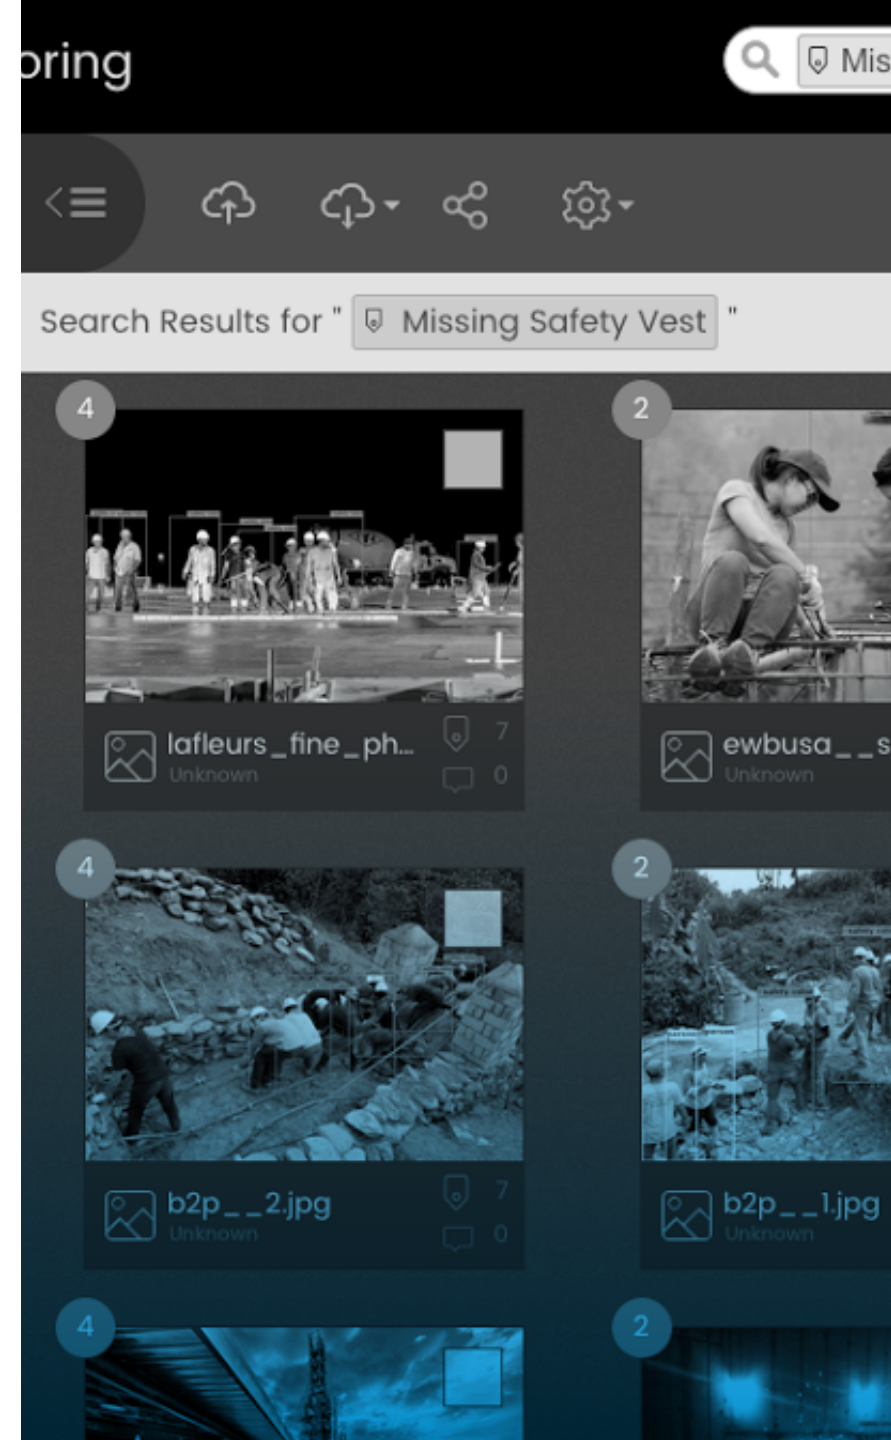 oring
Mis
Search Results for " Missing Safety Vest "
4
2
lafleurs_fine_ph...
7
Unknown
0
ewbusa__s
Unknown
4
2
b2p__2.jpg
7
Unknown
0
b2p__1.jpg
Unknown
4
2